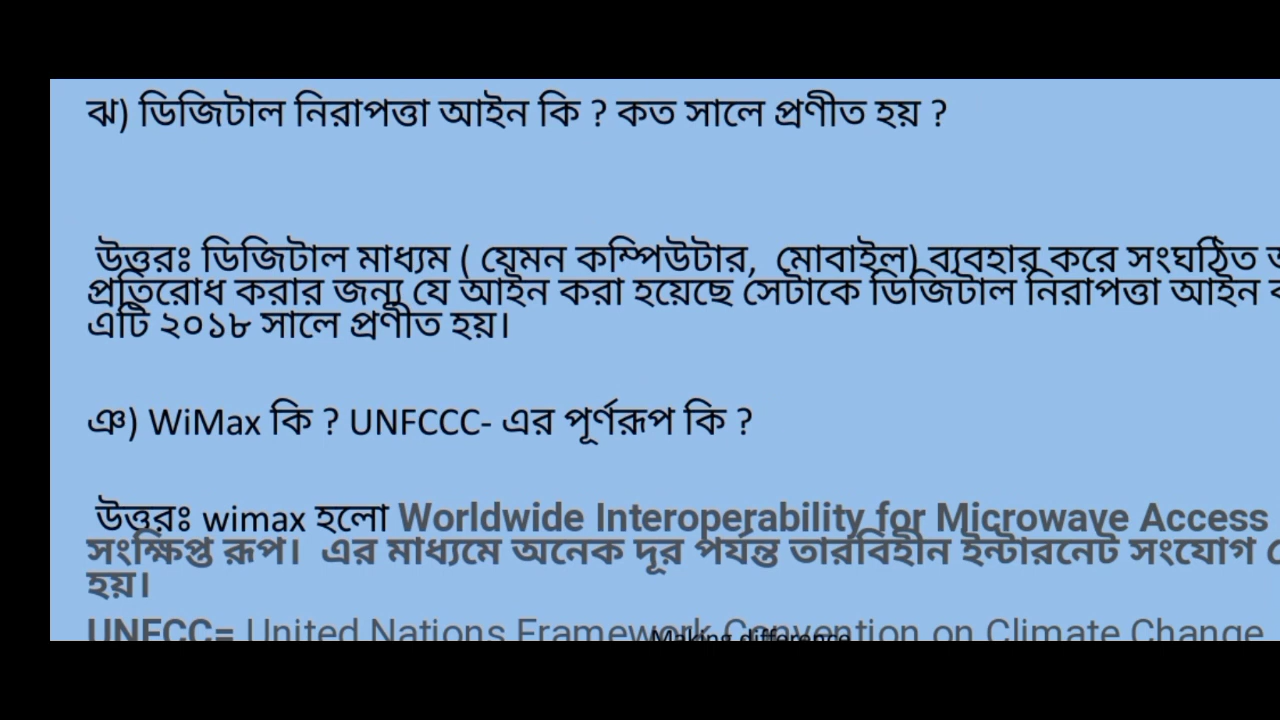 ঝ) ডিজিটাল নিরাপত্তা আইন কি ? কত সালে প্রণীত হয় ?
উত্তরঃ ডিজিটাল মাধ্যম ( যেমন কম্পিউটার, মোবাইল) ব্যবহার করে সংঘঠিত
প্রতিরোধ করার জন্য যে আইন করা হয়েছে সেটাকে ডিজিটাল নিরাপত্তা আইন
এটি ২০১৮ সালে প্রণীত হয়।
ঞ) WiMax কি ? UNFCCC- এর পূর্ণরূপ কি ?
উত্তরঃ wimax হলো Worldwide Interoperability for Microwave Access
সংক্ষিপ্ত রূপ। এর মাধ্যমে অনেক দূর পর্যন্ত তারবিহীন ইন্টারনেট সংযোগ
হয়।
UNFCC= United Nations Framework Convention on Climate Change
Making difference